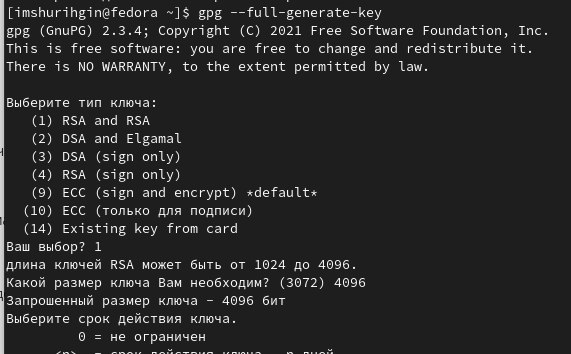 [imshurihgin@fedora ~]$ gpg --full-generate-key
gpg (GnuPG) 2.3.4; Copyright (C) 2021 Free Software Foundation, Inc.
This is free software: you are free to change and redistribute it.
There is NO WARRANTY, to the extent permitted by law.
Выберите тип ключа:
(1) RSA and RSA
(2) DSA and Elgamal
(3) DSA (sign only)
(4) RSA (sign only)
(9) ECC (sign and encrypt) *default*
(10) ECC (только для подписи)
(14) Existing key from card
Ваш выбор? 1
длина ключей RSA может быть от 1024 до 4096.
Какой размер ключа Вам необходим? (3072) 4096
Запрошенный размер ключа - 4096 бит
Выберите срок действия ключа.
0 = не ограничен
<n> = срок действия ключа - n дней